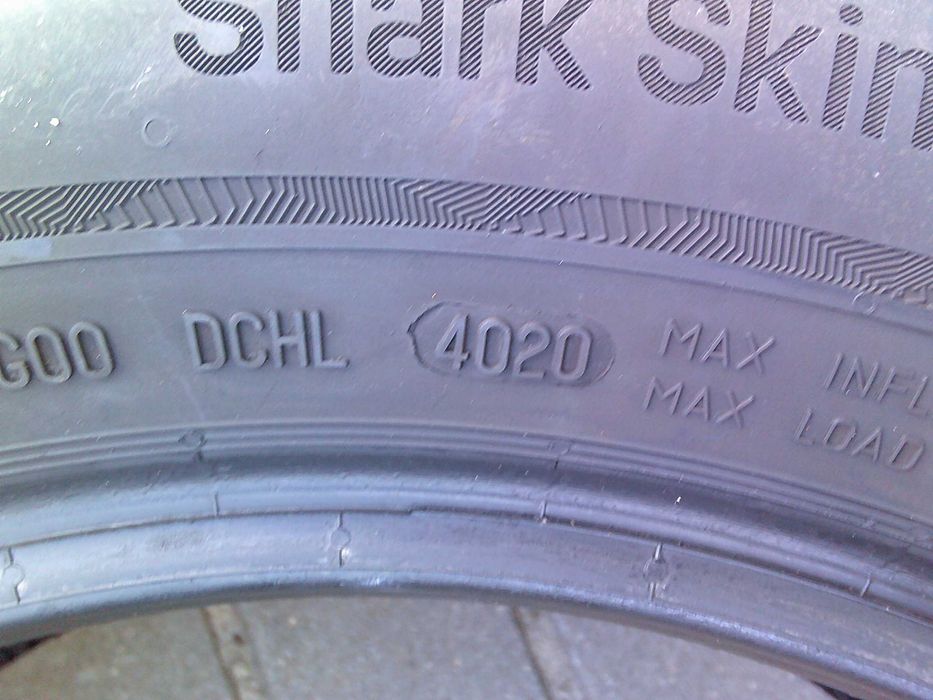 Shark Skin
G00 DCHL 4020 MAX INFL
MAX LOAD